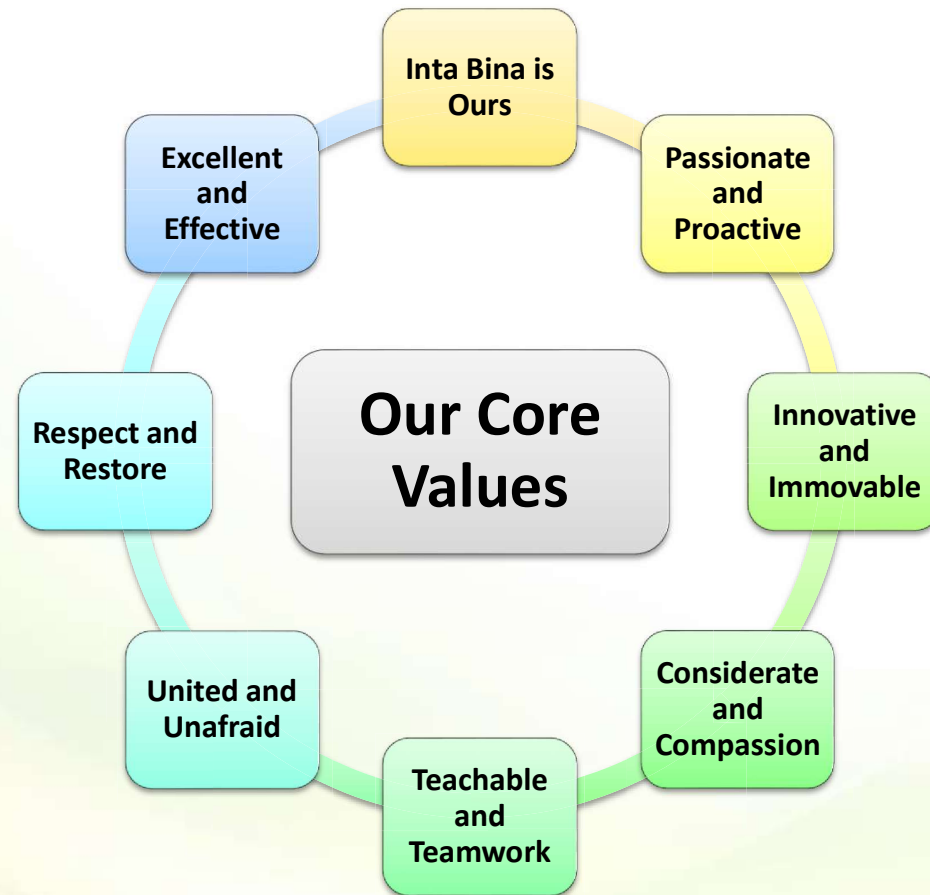 Inta Bina is
Ours
Passionate
and
Proactive
Innovative
and
Immovable
Considerate
and
Compassion
Teachable
and
Teamwork
United and
Unafraid
Respect and
Restore
Excellent
and
Effective
Our Core
Values